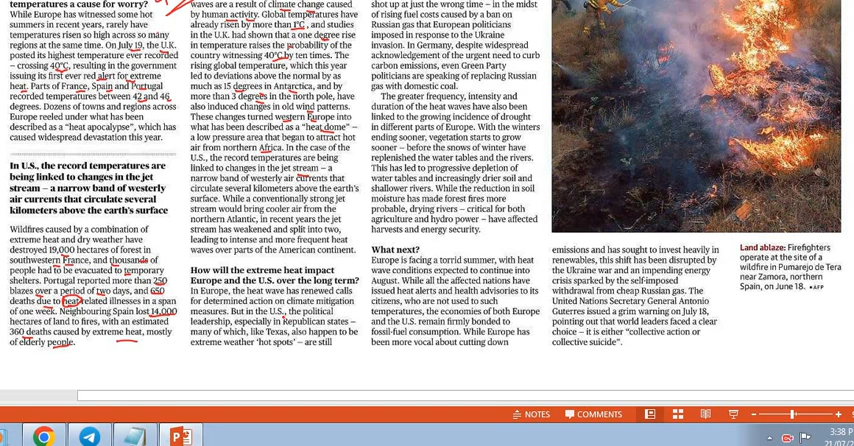 temperatures a cause for worry?
While Europe has witnessed some hot
summers in recent years, rarely have
temperatures risen so high across so many
regions at the same time. On July 19, the U.K.
posted its highest temperature ever recorded
– crossing 40°C, resulting in the government
issuing its first ever red alert for extreme
heat. Parts of France, Spain and Portugal
recorded temperatures between 42 and 46
degrees. Dozens of towns and regions across
Europe reeled under what has been
described as a “heat apocalypse”, which has
caused widespread devastation this year.
In U.S., the record temperatures are
being linked to changes in the jet
stream – a narrow band of westerly
air currents that circulate several
kilometers above the earth's surface
Wildfires caused by a combination of
extreme heat and dry weather have
destroyed 19,000 hectares of forest in
southwestern France, and thousands of
people had to be evacuated to temporary
shelters. Portugal reported more than 250
blazes over a period of two days, and 650
deaths due to heat-related illnesses in a span
of one week. Neighbouring Spain lost 14,000
hectares of land to fires, with an estimated
360 deaths caused by extreme heat, mostly
of elderly people.
waves are a result of climate change caused
by human activity. Global temperatures have
already risen by more than 1°C , and studies
in the U.K. had shown that a one degree rise
in temperature raises the probability of the
country witnessing 40°C by ten times. The
rising global temperature, which this year
led to deviations above the normal by as
much as 15 degrees in Antarctica, and by
more than 3 degrees in the north pole, have
also induced changes in old wind patterns.
These changes turned western Europe into
what has been described as a “heat dome” –
a low pressure area that began to attract hot
air from northern Africa. In the case of the
U.S., the record temperatures are being
linked to changes in the jet stream – a
narrow band of westerly air currents that
circulate several kilometers above the earth's
surface. While a conventionally strong jet
stream would bring cooler air from the
northern Atlantic, in recent years the jet
stream has weakened and split into two,
leading to intense and more frequent heat
waves over parts of the American continent.
How will the extreme heat impact
Europe and the U.S. over the long term?
In Europe, the heat wave has renewed calls
for determined action on climate mitigation
measures. But in the U.S., the political
leadership, especially in Republican states –
many of which, like Texas, also happen to be
extreme weather 'hot spots' – are still
shot up at just the wrong time – in the midst
of rising fuel costs caused by a ban on
Russian gas that European politicians
imposed in response to the Ukraine
invasion. In Germany, despite widespread
acknowledgement of the urgent need to curb
carbon emissions, even Green Party
politicians are speaking of replacing Russian
gas with domestic coal.
The greater frequency, intensity and
duration of the heat waves have also been
linked to the growing incidence of drought
in different parts of Europe. With the winters
ending sooner, vegetation starts to grow
sooner – before the snows of winter have
replenished the water tables and the rivers.
This has led to progressive depletion of
water tables and increasingly drier soil and
shallower rivers. While the reduction in soil
moisture has made forest fires more
probable, drying rivers – critical for both
agriculture and hydro power – have affected
harvests and energy security.
What next?
Europe is facing a torrid summer, with heat
wave conditions expected to continue into
August. While all the affected nations have
issued heat alerts and health advisories to its
citizens, who are not used to such
temperatures, the economies of both Europe
and the U.S. remain firmly bonded to
fossil-fuel consumption. While Europe has
been more vocal about cutting down
emissions and has sought to invest heavily in
renewables, this shift has been disrupted by
the Ukraine war and an impending energy
crisis sparked by the self-imposed
withdrawal from cheap Russian gas. The
United Nations Secretary General Antonio
Guterres issued a grim warning on July 18,
pointing out that world leaders faced a clear
choice – it is either “collective action or
collective suicide”.
Land ablaze: Firefighters
operate at the site of a
wildfire in Pumarejo de Tera
near Zamora, northern
Spain, on June 18. •AFP
NOTES COMMENTS
3:38 P